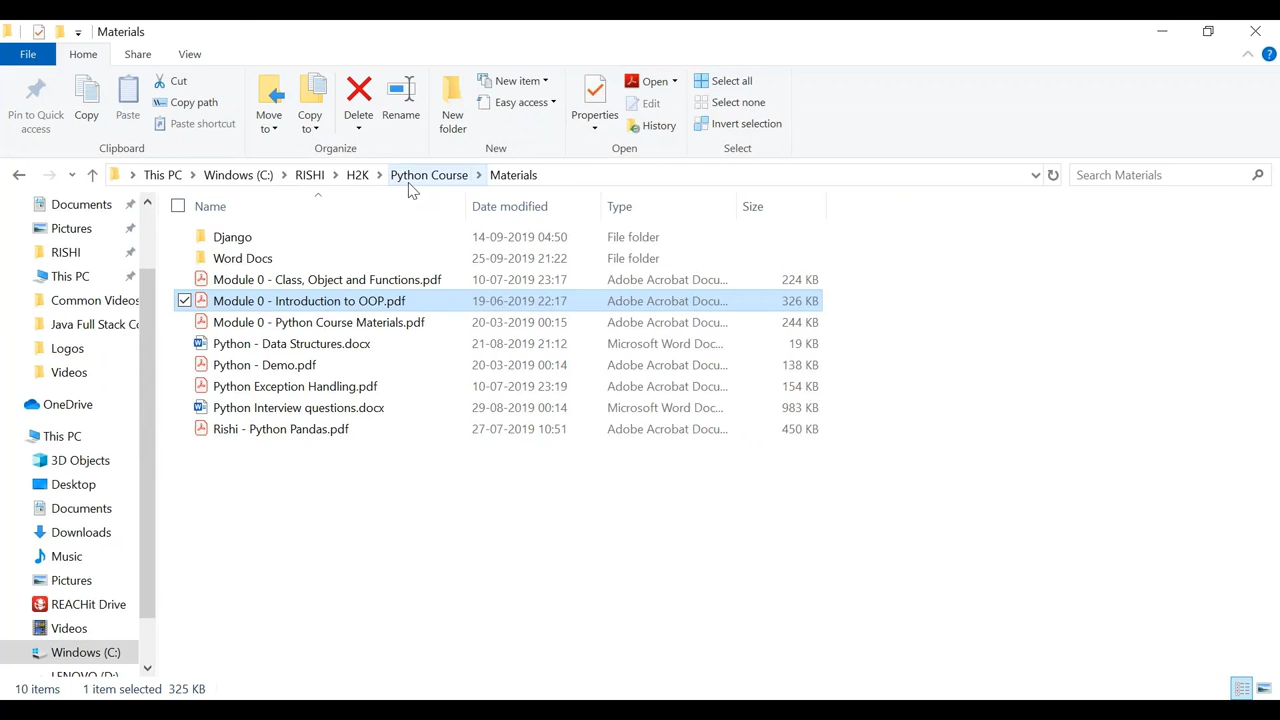 Materials
File Home Share View
Pin to Quick access
Copy
Paste
Cut
Copy path
Paste shortcut
Clipboard
Move to
Copy to
Delete
Rename
Organize
New folder
New item
Easy access
New
Properties
Open
Edit
History
Open
Select all
Select none
Invert selection
Select
This PC Windows (C:) RISHI H2K Python Course Materials
Search Materials
Documents
Pictures
RISHI
This PC
Common Videos
Java Full Stack Co
Logos
Videos
OneDrive
This PC
3D Objects
Desktop
Documents
Downloads
Music
Pictures
REACHit Drive
Videos
Windows (C:)
LENOVO (D:)
Name Date modified Type Size
Django 14-09-2019 04:50 File folder
Word Docs 25-09-2019 21:22 File folder
Module 0 - Class, Object and Functions.pdf 10-07-2019 23:17 Adobe Acrobat Docu... 224 KB
Module 0 - Introduction to OOP.pdf 19-06-2019 22:17 Adobe Acrobat Docu... 326 KB
Module 0 - Python Course Materials.pdf 20-03-2019 00:15 Adobe Acrobat Docu... 244 KB
Python - Data Structures.docx 21-08-2019 21:12 Microsoft Word Doc... 19 KB
Python - Demo.pdf 20-03-2019 00:14 Adobe Acrobat Docu... 138 KB
Python Exception Handling.pdf 10-07-2019 23:19 Adobe Acrobat Docu... 154 KB
Python Interview questions.docx 29-08-2019 00:14 Microsoft Word Doc... 983 KB
Rishi - Python Pandas.pdf 27-07-2019 10:51 Adobe Acrobat Docu... 450 KB
10 items 1 item selected 325 KB